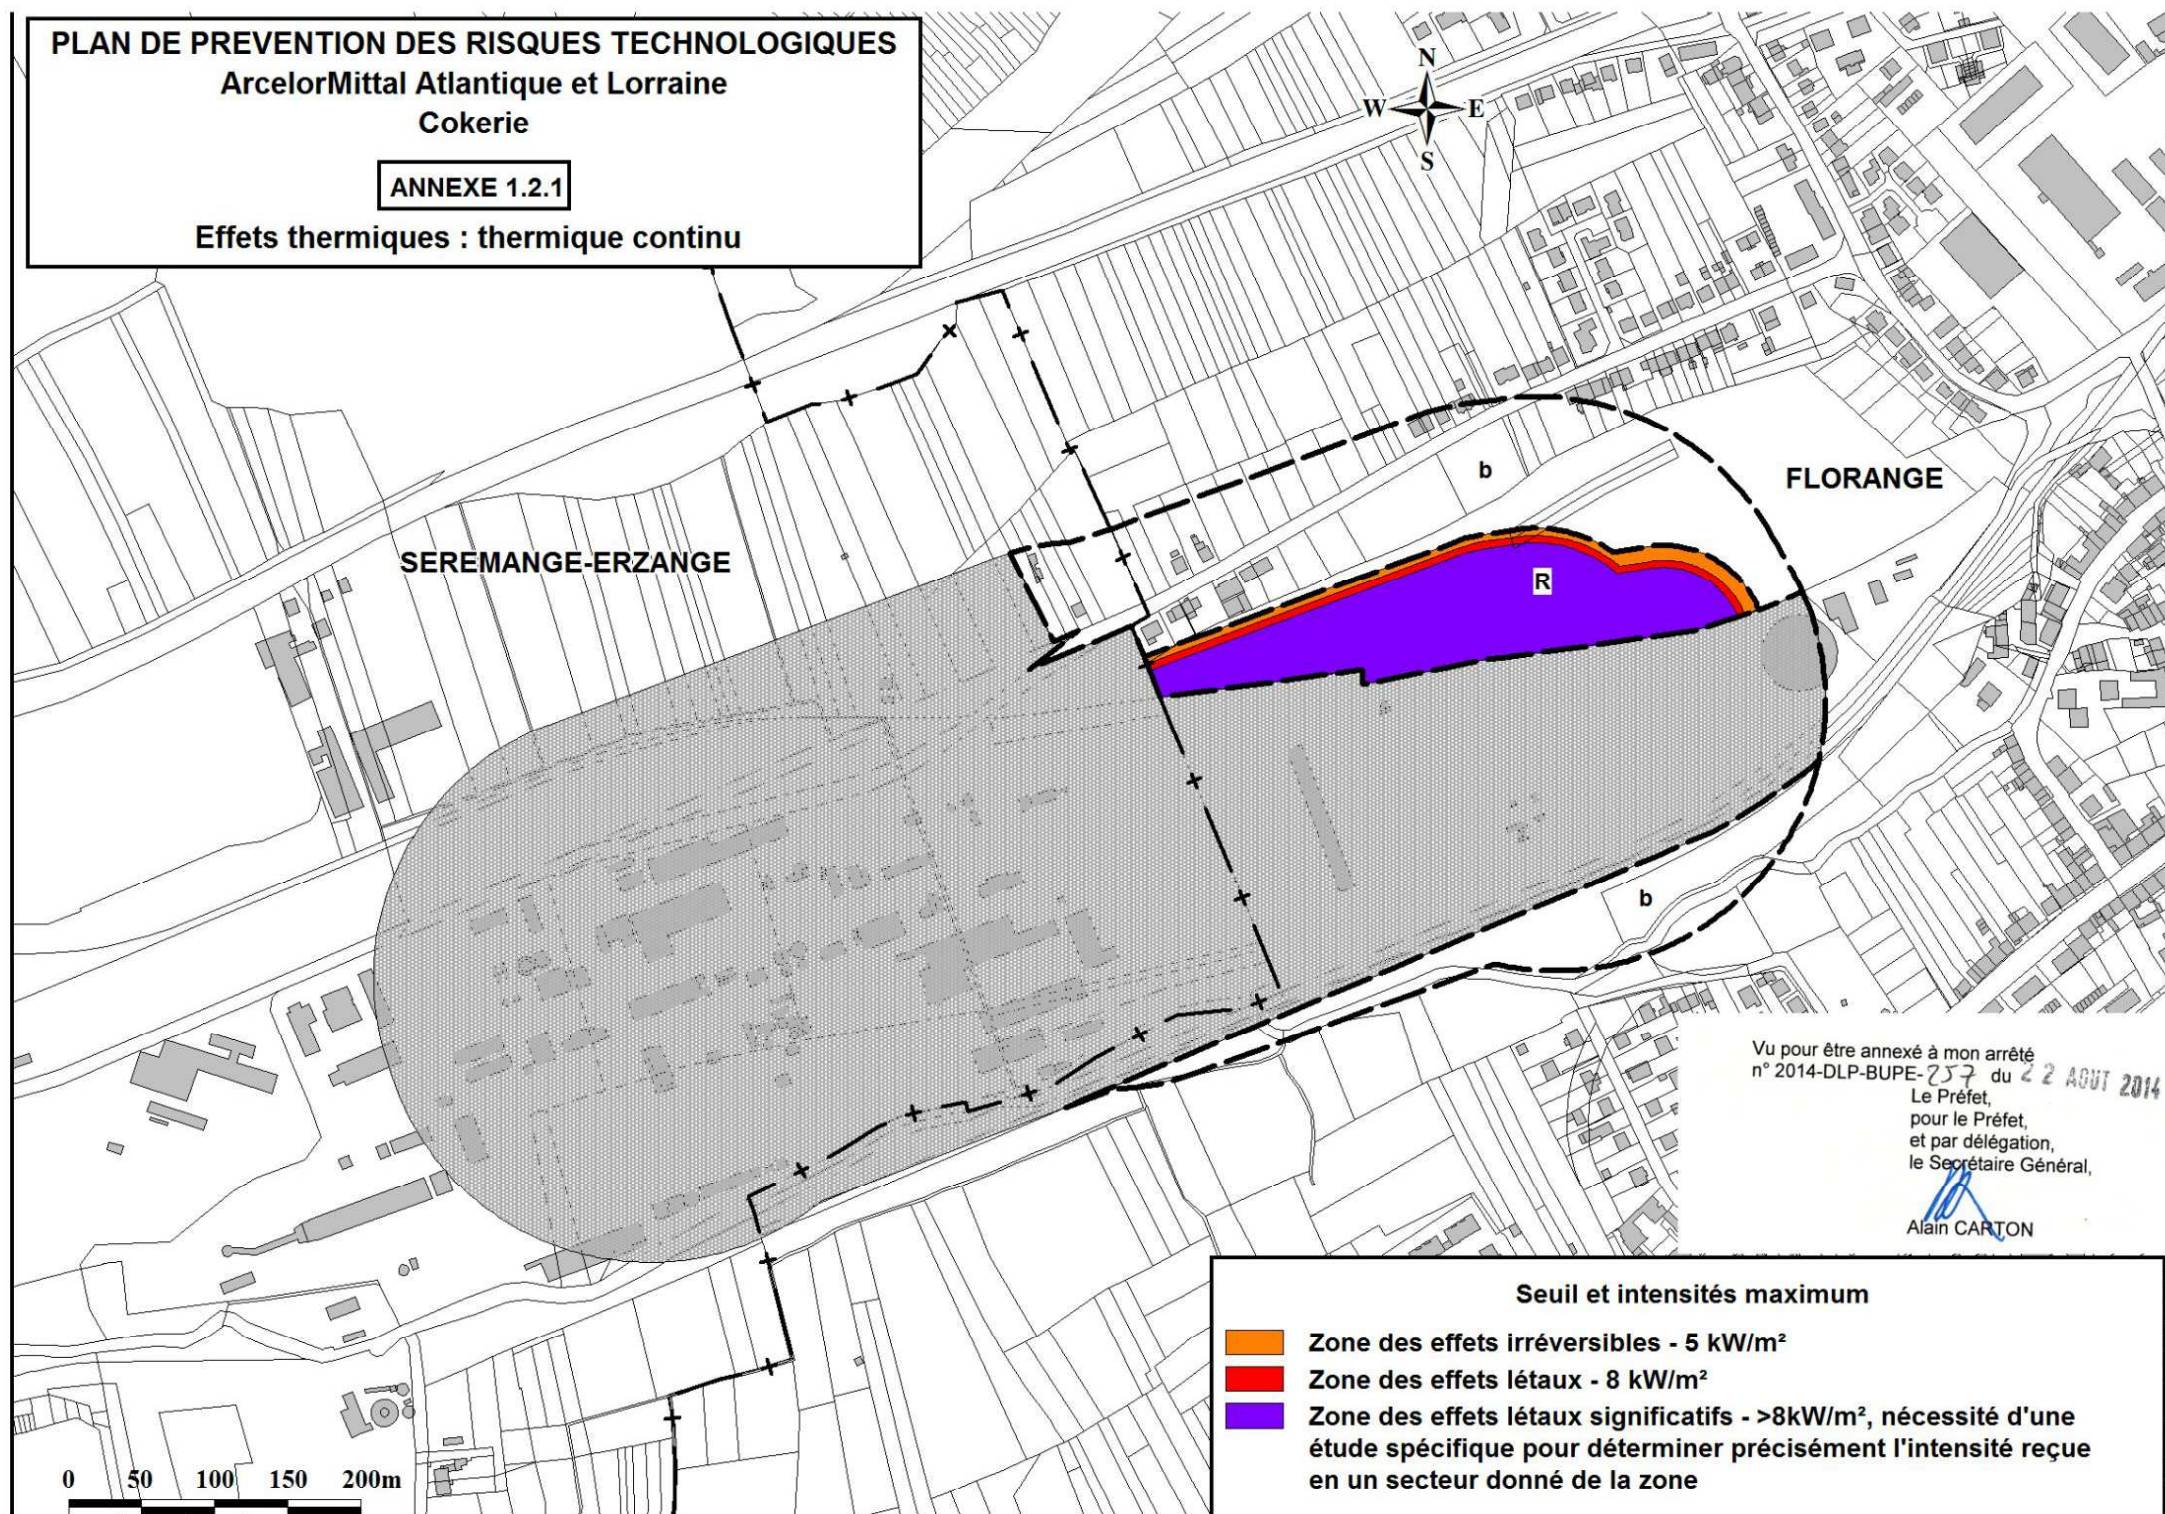 PLAN DE PREVENTION DES RISQUES TECHNOLOGIQUES
ArcelorMittal Atlantique et Lorraine
Cokerie
ANNEXE 1.2.1
Effets thermiques : thermique continu
N
W
E
S
b
FLORANGE
SEREMANGE-ERZANGE
R
b
Vu pour être annexé à mon arrêté
n° 2014-DLP-BUPE-257 du 22 AOUT 2014
Le Préfet,
pour le Préfet,
et par délégation,
le Secrétaire Général,
Alain CARTON
Seuil et intensités maximum
Zone des effets irréversibles - 5 kW/m²
Zone des effets létaux - 8 kW/m²
Zone des effets létaux significatifs - >8kW/m², nécessité d'une
étude spécifique pour déterminer précisément l'intensité reçue
en un secteur donné de la zone
0 50 100 150 200m